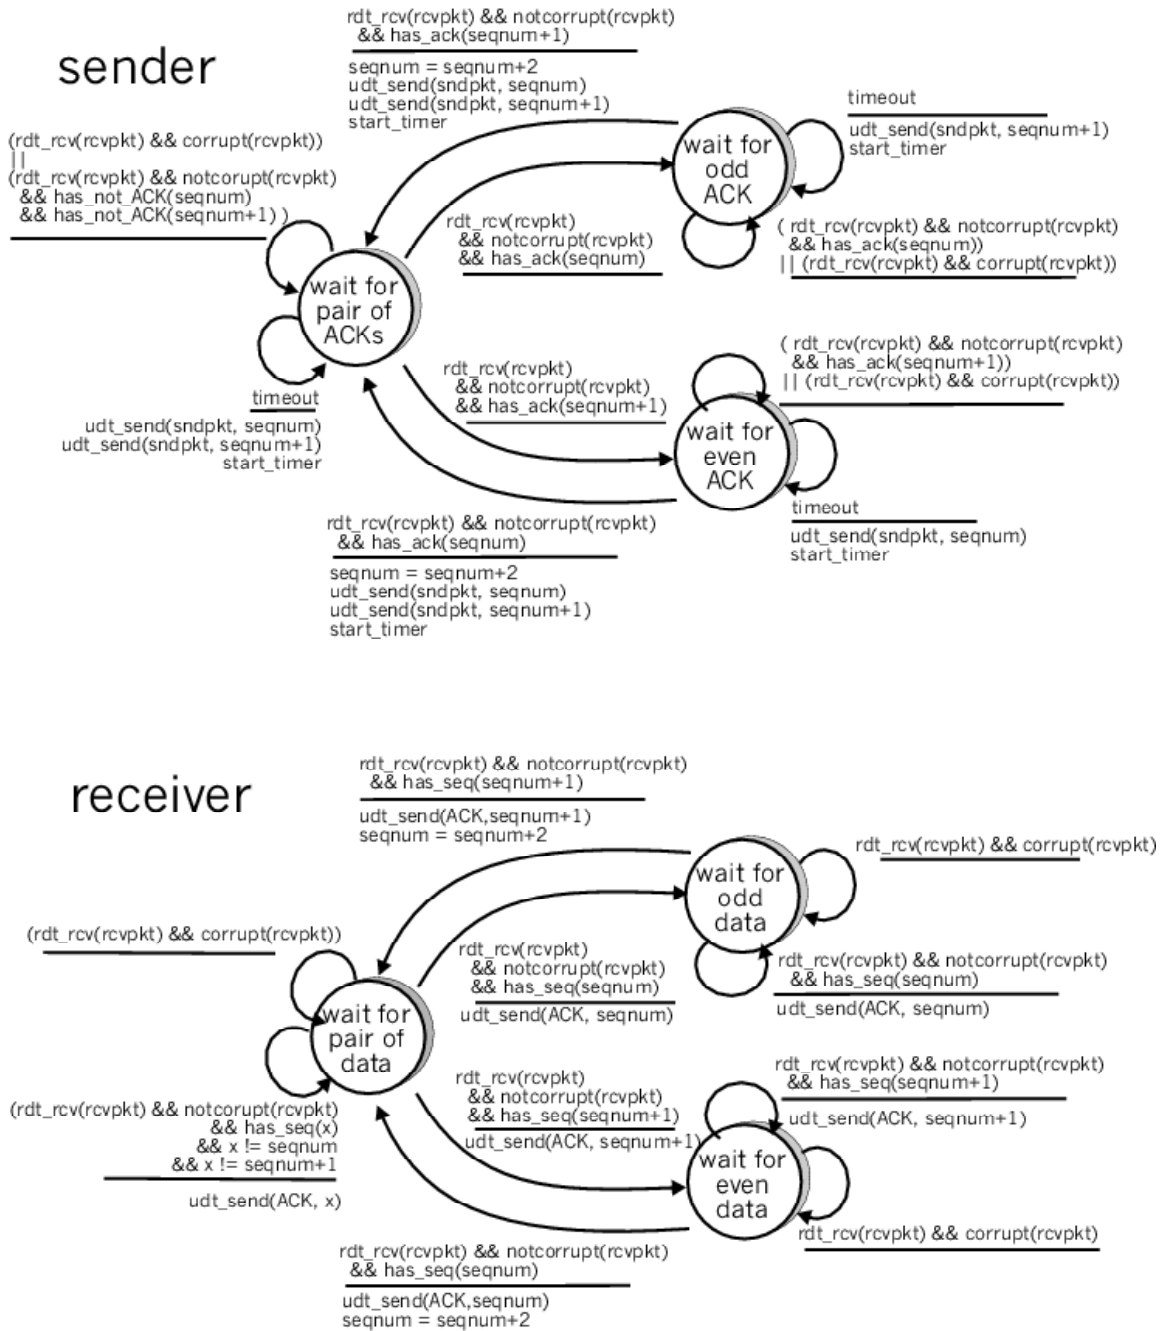 rdt_rcv(rcvpkt) && notcorrupt(rcvpkt)
&& has_ack(seqnum+1)
seqnum = seqnum+2
udt_send(sndpkt, seqnum)
udt_send(sndpkt, seqnum+1)
start_timer
sender
timeout
udt_send(sndpkt, seqnum+1)
start_timer
(rdt_rcv(rcvpkt) && corrupt(rcvpkt))
||
(rdt_rcv(rcvpkt) && notcorupt(rcvpkt)
&& has_not_ACK(seqnum)
&& has_not_ACK(seqnum+1) )
wait for
odd
ACK
rdt_rcv(rcvpkt)
&& notcorrupt(rcvpkt)
&& has_ack(seqnum)
( rdt_rcv(rcvpkt) && notcorrupt(rcvpkt)
&& has_ack(seqnum))
|| (rdt_rcv(rcvpkt) && corrupt(rcvpkt))
wait for
pair of
ACKs
rdt_rcv(rcvpkt)
&& notcorrupt(rcvpkt)
&& has_ack(seqnum+1)
( rdt_rcv(rcvpkt) && notcorrupt(rcvpkt)
&& has_ack(seqnum+1))
|| (rdt_rcv(rcvpkt) && corrupt(rcvpkt))
timeout
udt_send(sndpkt, seqnum)
udt_send(sndpkt, seqnum+1)
start_timer
wait for
even
ACK
timeout
udt_send(sndpkt, seqnum)
start_timer
rdt_rcv(rcvpkt) && notcorrupt(rcvpkt)
&& has_ack(seqnum)
seqnum = seqnum+2
udt_send(sndpkt, seqnum)
udt_send(sndpkt, seqnum+1)
start_timer
receiver
rdt_rcv(rcvpkt) && notcorrupt(rcvpkt)
&& has_seq(seqnum+1)
udt_send(ACK,seqnum+1)
seqnum = seqnum+2
rdt_rcv(rcvpkt) && corrupt(rcvpkt)
wait for
odd
data
(rdt_rcv(rcvpkt) && corrupt(rcvpkt))
rdt_rcv(rcvpkt)
&& notcorrupt(rcvpkt)
&& has_seq(seqnum)
udt_send(ACK, seqnum)
rdt_rcv(rcvpkt) && notcorrupt(rcvpkt)
&& has_seq(seqnum)
udt_send(ACK, seqnum)
wait for
pair of
data
rdt_rcv(rcvpkt)
&& notcorrupt(rcvpkt)
&& has_seq(seqnum+1)
udt_send(ACK, seqnum+1)
rdt_rcv(rcvpkt) && notcorrupt(rcvpkt)
&& has_seq(seqnum+1)
udt_send(ACK, seqnum+1)
(rdt_rcv(rcvpkt) && notcorupt(rcvpkt)
&& has_seq(x)
&& x != seqnum
&& x != seqnum+1
udt_send(ACK, x)
wait for
even
data
rdt_rcv(rcvpkt) && corrupt(rcvpkt)
rdt_rcv(rcvpkt) && notcorrupt(rcvpkt)
&& has_seq(seqnum)
udt_send(ACK,seqnum)
seqnum = seqnum+2